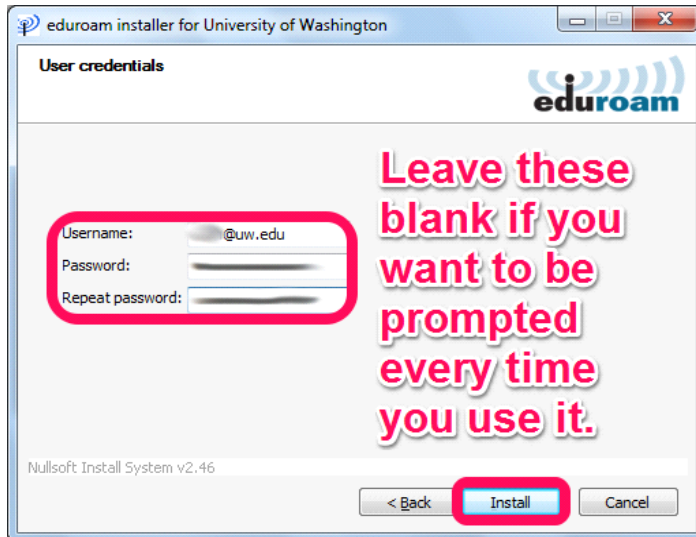 eduroam installer for University of Washington
User credentials
eduroam
Leave these
blank if you
want to be
prompted
every time
you use it.
Username: @uw.edu
Password:
Repeat password:
Nullsoft Install System v2.46
< Back Install Cancel